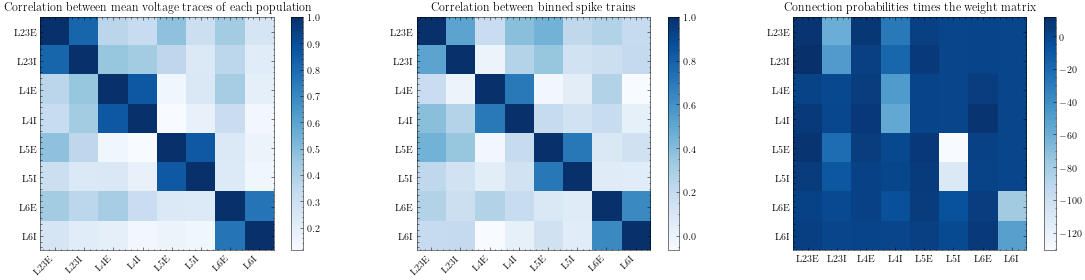 Correlation between mean voltage traces of each population
Correlation between binned spike trains
Connection probabilities times the weight matrix
L23E
L23I
L4E
L4I
L5E
L5I
L6E
L6I
L23E
L23I
L4E
L4I
L5E
L5I
L6E
L6I
1.0
0.9
0.8
0.7
0.6
0.5
0.4
0.3
0.2
L23E
L23I
L4E
L4I
L5E
L5I
L6E
L6I
L23E
L23I
L4E
L4I
L5E
L5I
L6E
L6I
1.0
0.8
0.6
0.4
0.2
0.0
L23E
L23I
L4E
L4I
L5E
L5I
L6E
L6I
L23E
L23I
L4E
L4I
L5E
L5I
L6E
L6I
0
−20
−40
−60
−80
−100
−120